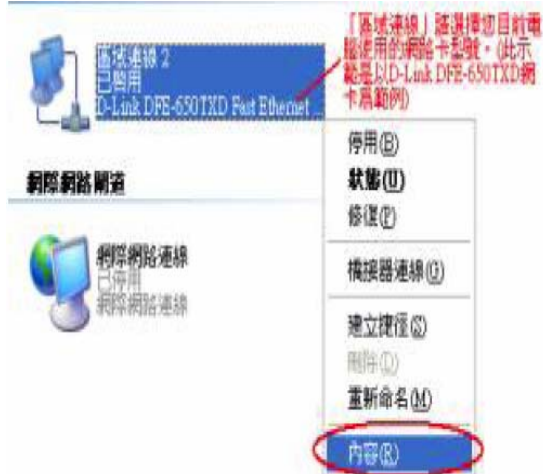 區域連線 2
已啟用
D-Link DFE-650TXD Fast Ethernet ...
「區域連線」請選擇您目前電
腦使用的網路卡型號。(此示
範是以D-Link DFE-650TXD網
卡為範例)
停用(B)
狀態(U)
修復(P)
橋接器連線(G)
建立捷徑(S)
刪除(D)
重新命名(M)
內容(R)
網際網路閘道
網際網路連線
已停用
網際網路連線